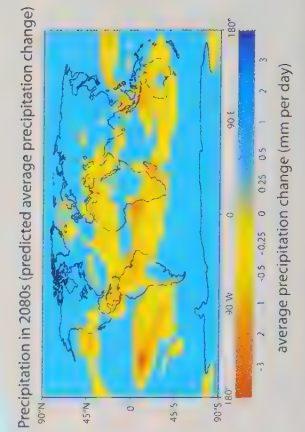 Precipitation in 2080s (predicted average precipitation change)
90°N
45°N
0
45 S
90°S
180°
90 W
0
90 E
180°
-3
2
1
-0.5
-0.25
0
0.25
0.5
1
2
3
average precipitation change (mm per day)